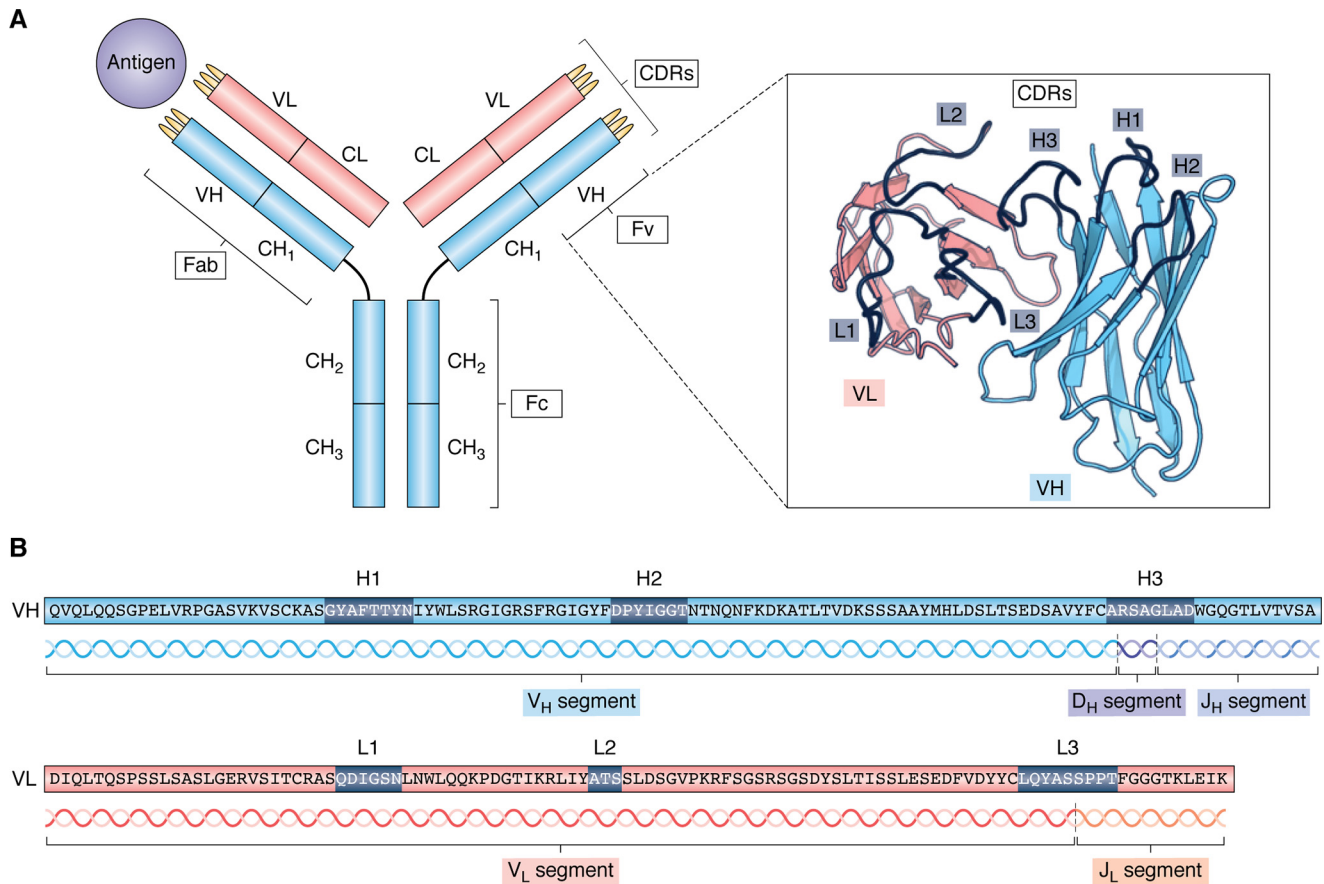 A
Antigen
VL
CL
VH
CH1
Fab
VL
CL
VH
CH1
CDRs
Fv
CH2
CH3
CH2
CH3
Fc
CDRs
L2
H3
H1
H2
L1
L3
VL
VH
B
H1 H2 H3
VH QVQLQQSGPELVRPGASVKVSCKASGYAFTTYNIYWLSRGIGRSFRGIGYFDPYIGGTNTNQNFKDKATLTVDKSSSAAYMHLDSLTSEDSAVYFCARSAGLADWGQGTLVTVSA
VH segment DH segment JH segment
L1 L2 L3
VL DIQLTQSPSSLSASLGERVSITCRASQDIGSNLNWLQQKPDGTIKRLIYATSSLDSGVPKRFSGSRSGSDYSLTISSLESEDFVDYYCLQYASSPPTFGGGTKLEIK
VL segment JL segment